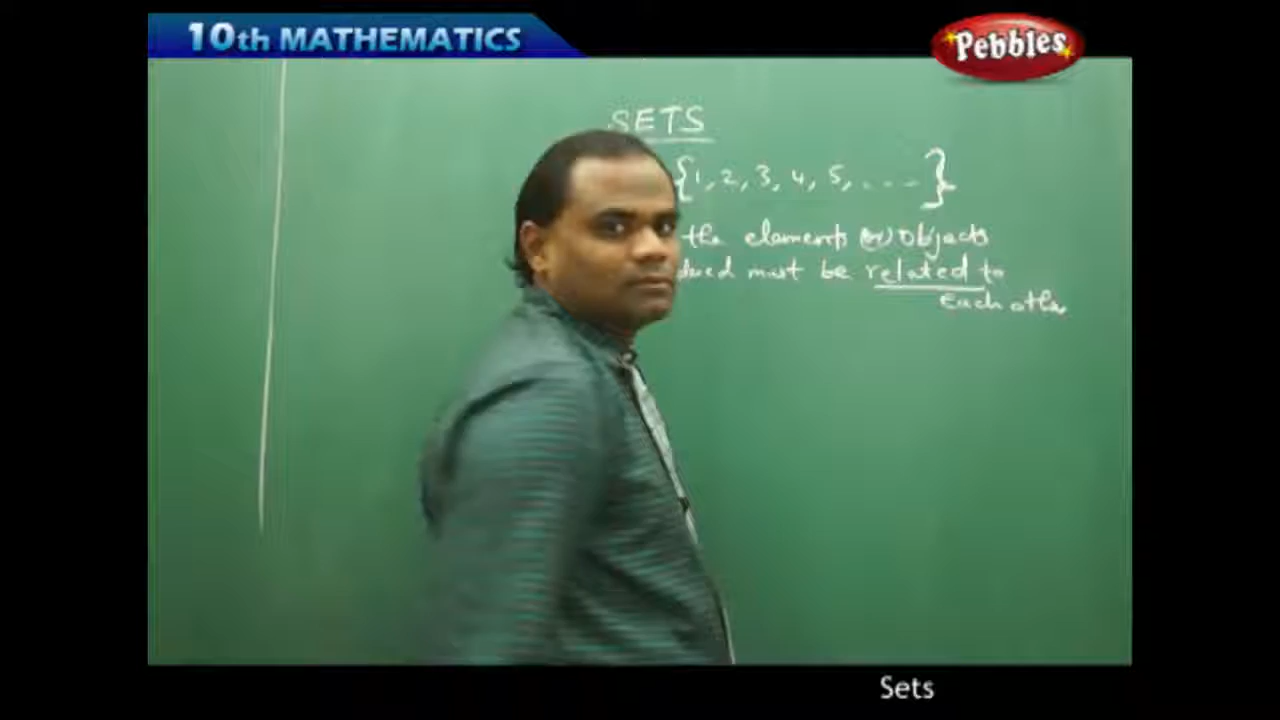 10th MATHEMATICS
Pebbles
SETS
{1, 2, 3, 4, 5, . . . . }
the elements (or) Objects
must be related to
Each other
Sets